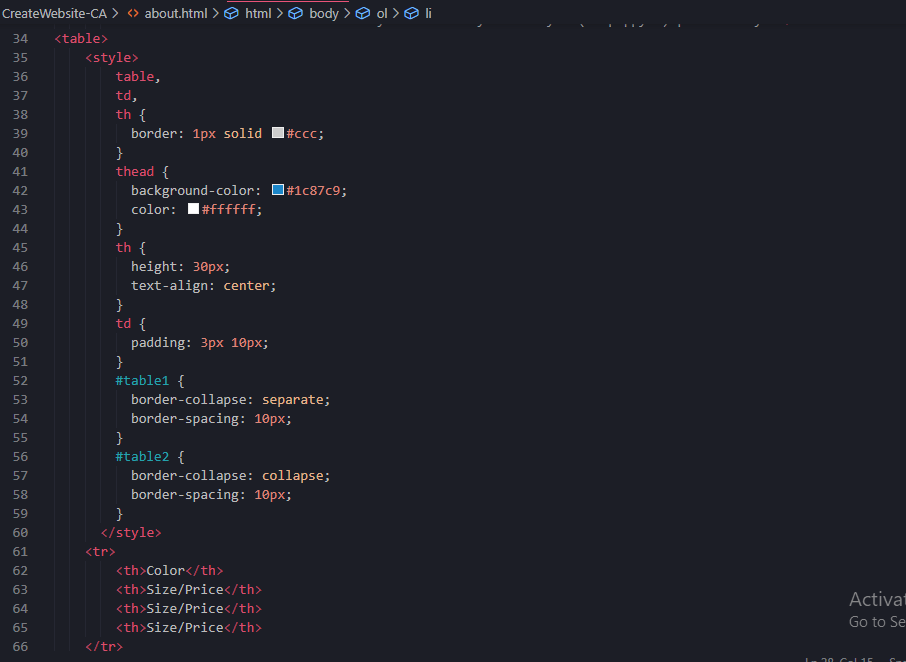 CreateWebsite-CA > <> about.html > html > body > ol > li
34 <table>
35 <style>
36 table,
37 td,
38 th {
39 border: 1px solid #ccc;
40 }
41 thead {
42 background-color: #1c87c9;
43 color: #ffffff;
44 }
45 th {
46 height: 30px;
47 text-align: center;
48 }
49 td {
50 padding: 3px 10px;
51 }
52 #table1 {
53 border-collapse: separate;
54 border-spacing: 10px;
55 }
56 #table2 {
57 border-collapse: collapse;
58 border-spacing: 10px;
59 }
60 </style>
61 <tr>
62 <th>Color</th>
63 <th>Size/Price</th>
64 <th>Size/Price</th>
65 <th>Size/Price</th>
66 </tr>
Activat
Go to Se